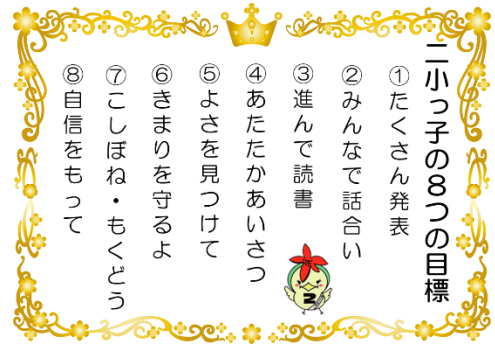 二小っ子の８つの目標
①たくさん発表
②みんなで話合い
③進んで読書
④あたたかあいさつ
⑤よさを見つけて
⑥きまりを守るよ
⑦こしぼね・もくどう
⑧自信をもって
2